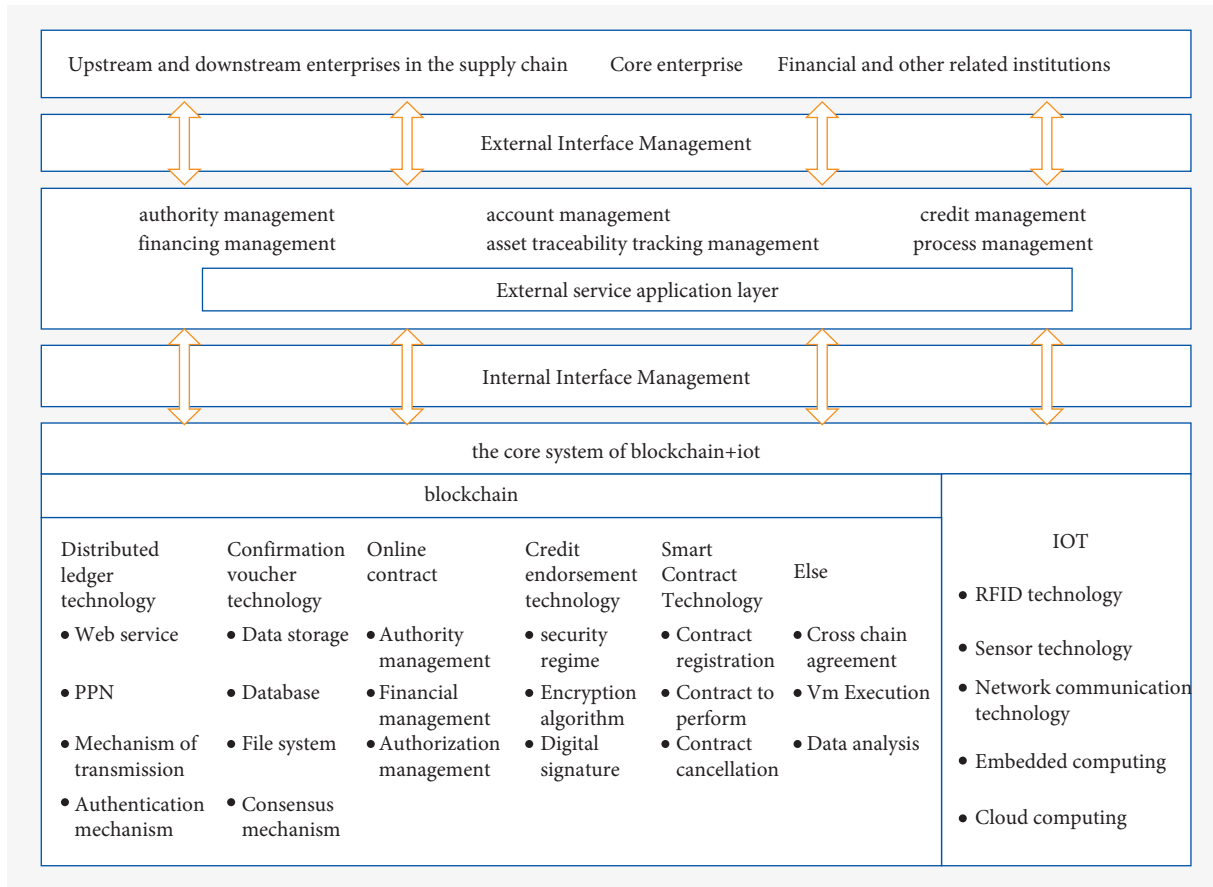 Upstream and downstream enterprises in the supply chain Core enterprise Financial and other related institutions
External Interface Management
authority management account management credit management
financing management asset traceability tracking management process management
External service application layer
Internal Interface Management
the core system of blockchain+iot
blockchain
Distributed
ledger
technology
• Web service
• PPN
• Mechanism of
transmission
• Authentication
mechanism
Confirmation
voucher
technology
• Data storage
• Database
• File system
• Consensus
mechanism
Online
contract
• Authority
management
• Financial
management
• Authorization
management
Credit
endorsement
technology
• security
regime
• Encryption
algorithm
• Digital
signature
Smart
Contract
Technology
• Contract
registration
• Contract to
perform
• Contract
cancellation
Else
• Cross chain
agreement
• Vm Execution
• Data analysis
IOT
• RFID technology
• Sensor technology
• Network communication
technology
• Embedded computing
• Cloud computing